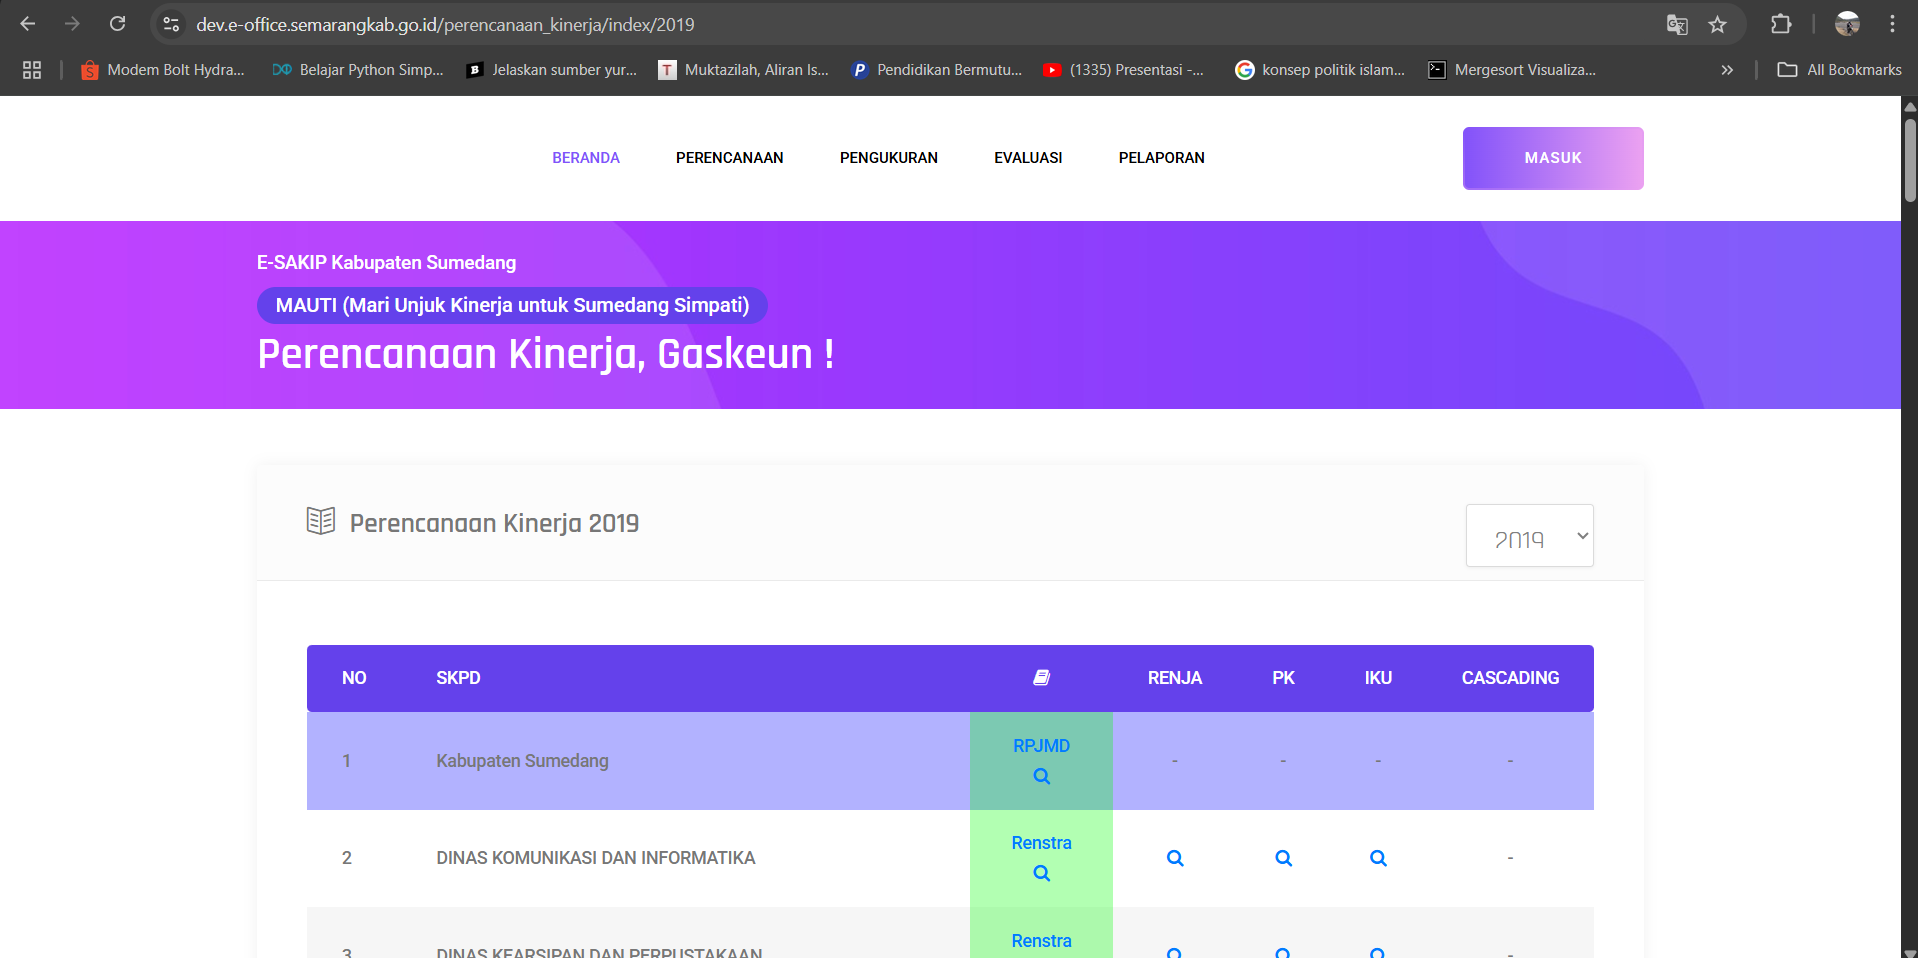 dev.e-office.semarangkab.go.id/perencanaan_kinerja/index/2019
Modem Bolt Hydra... Belajar Python Simp... Jelaskan sumber yur... Muktazilah, Aliran Is... Pendidikan Bermutu... (1335) Presentasi -... konsep politik islam... Mergesort Visualiza... » All Bookmarks
BERANDA PERENCANAAN PENGUKURAN EVALUASI PELAPORAN MASUK
E-SAKIP Kabupaten Sumedang
MAUTI (Mari Unjuk Kinerja untuk Sumedang Simpati)
Perencanaan Kinerja, Gaskeun !
Perencanaan Kinerja 2019 2019
NO SKPD RENJA PK IKU CASCADING
1 Kabupaten Sumedang RPJMD - - - -
2 DINAS KOMUNIKASI DAN INFORMATIKA Renstra -
3 DINAS KEARSIPAN DAN PERPUSTAKAAN Renstra -